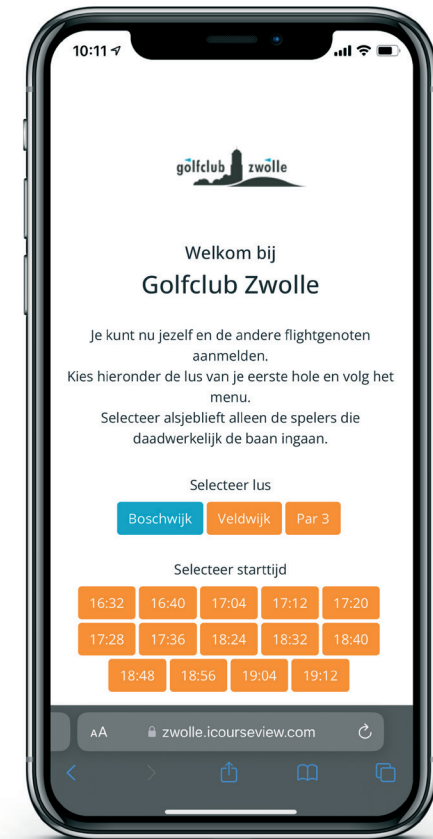 10:11
golfclub zwolle
Welkom bij
Golfclub Zwolle
Je kunt nu jezelf en de andere flightgenoten
aanmelden.
Kies hieronder de lus van je eerste hole en volg het
menu.
Selecteer alsjeblieft alleen de spelers die
daadwerkelijk de baan ingaan.
Selecteer lus
Boschwijk Veldwijk Par 3
Selecteer starttijd
16:32 16:40 17:04 17:12 17:20
17:28 17:36 18:24 18:32 18:40
18:48 18:56 19:04 19:12
AA zwolle.icourseview.com